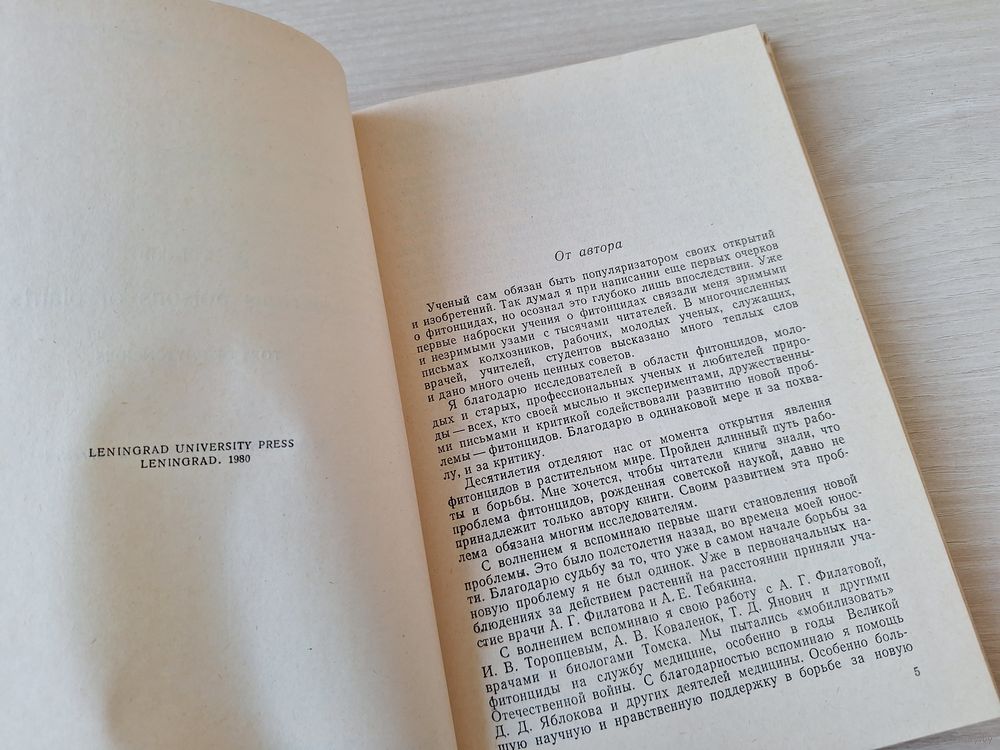 LENINGRAD UNIVERSITY PRESS
LENINGRAD. 1980
От автора
Ученый сам обязан быть популяризатором своих открытий
и изобретений. Так думал я при написании еще первых очерков
о фитонцидах, но осознал это глубоко лишь впоследствии. Уже
первые наброски учения о фитонцидах связали меня зримыми
и незримыми узами с тысячами читателей. В многочисленных
письмах колхозников, рабочих, молодых ученых, служащих,
врачей, учителей, студентов высказано много теплых слов
и дано много очень ценных советов.
Я благодарю исследователей в области фитонцидов, моло-
дых и старых, профессиональных ученых и любителей приро-
ды — всех, кто своей мыслью и экспериментами, дружественны-
ми письмами и критикой содействовали развитию новой проб-
лемы — фитонцидов. Благодарю в одинаковой мере и за похва-
лу, и за критику.
Десятилетия отделяют нас от момента открытия явления
фитонцидов в растительном мире. Пройден длинный путь рабо-
ты и борьбы. Мне хочется, чтобы читатели книги знали, что
проблема фитонцидов, рожденная советской наукой, давно не
принадлежит только автору книги. Своим развитием эта проб-
лема обязана многим исследователям.
С волнением я вспоминаю первые шаги становления новой
проблемы. Это было полстолетия назад, во времена моей юнос-
ти. Благодарю судьбу за то, что уже в самом начале борьбы за
новую проблему я не был одинок. Уже в первоначальных на-
блюдениях за действием растений на расстоянии приняли уча-
стие врачи А. Г. Филатова и А. Е. Тебякина.
С волнением вспоминаю я свою работу с А. Г. Филатовой,
И. В. Торопцевым, А. В. Коваленок, Т. Д. Янович и другими
врачами и биологами Томска. Мы пытались «мобилизовать»
фитонциды на службу медицине, особенно в годы Великой
Отечественной войны. С благодарностью вспоминаю я помощь
Д. Д. Яблокова и других деятелей медицины. Особенно боль-
шую научную и нравственную поддержку в борьбе за новую
5